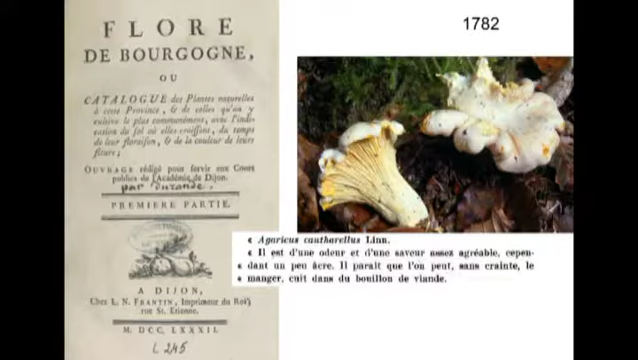 FLORE
DE BOURGOGNE,
OU
CATALOGUE des Plantes naturelles
à cette Province, & de celles qu'on y
cultive le plus communément, avec l'indi-
cation du sol où elles croissent, du temps
de leur floraison, & de la couleur de leurs
fleurs;
OUVRAGE rédigé pour servir aux Cours
publics de l'Académie de Dijon.
par Durande.
PREMIERE PARTIE.
A DIJON,
Chez L. N. FRANTIN, Imprimeur du Roi,
rue St. Etienne.
M. DCC. LXXXII.
L 245
1782
« Agaricus cantharellus Linn.
« Il est d'une odeur et d'une saveur assez agréable, cepen-
« dant un peu âcre. Il parait que l'on peut, sans crainte, le
« manger, cuit dans du bouillon de viande.